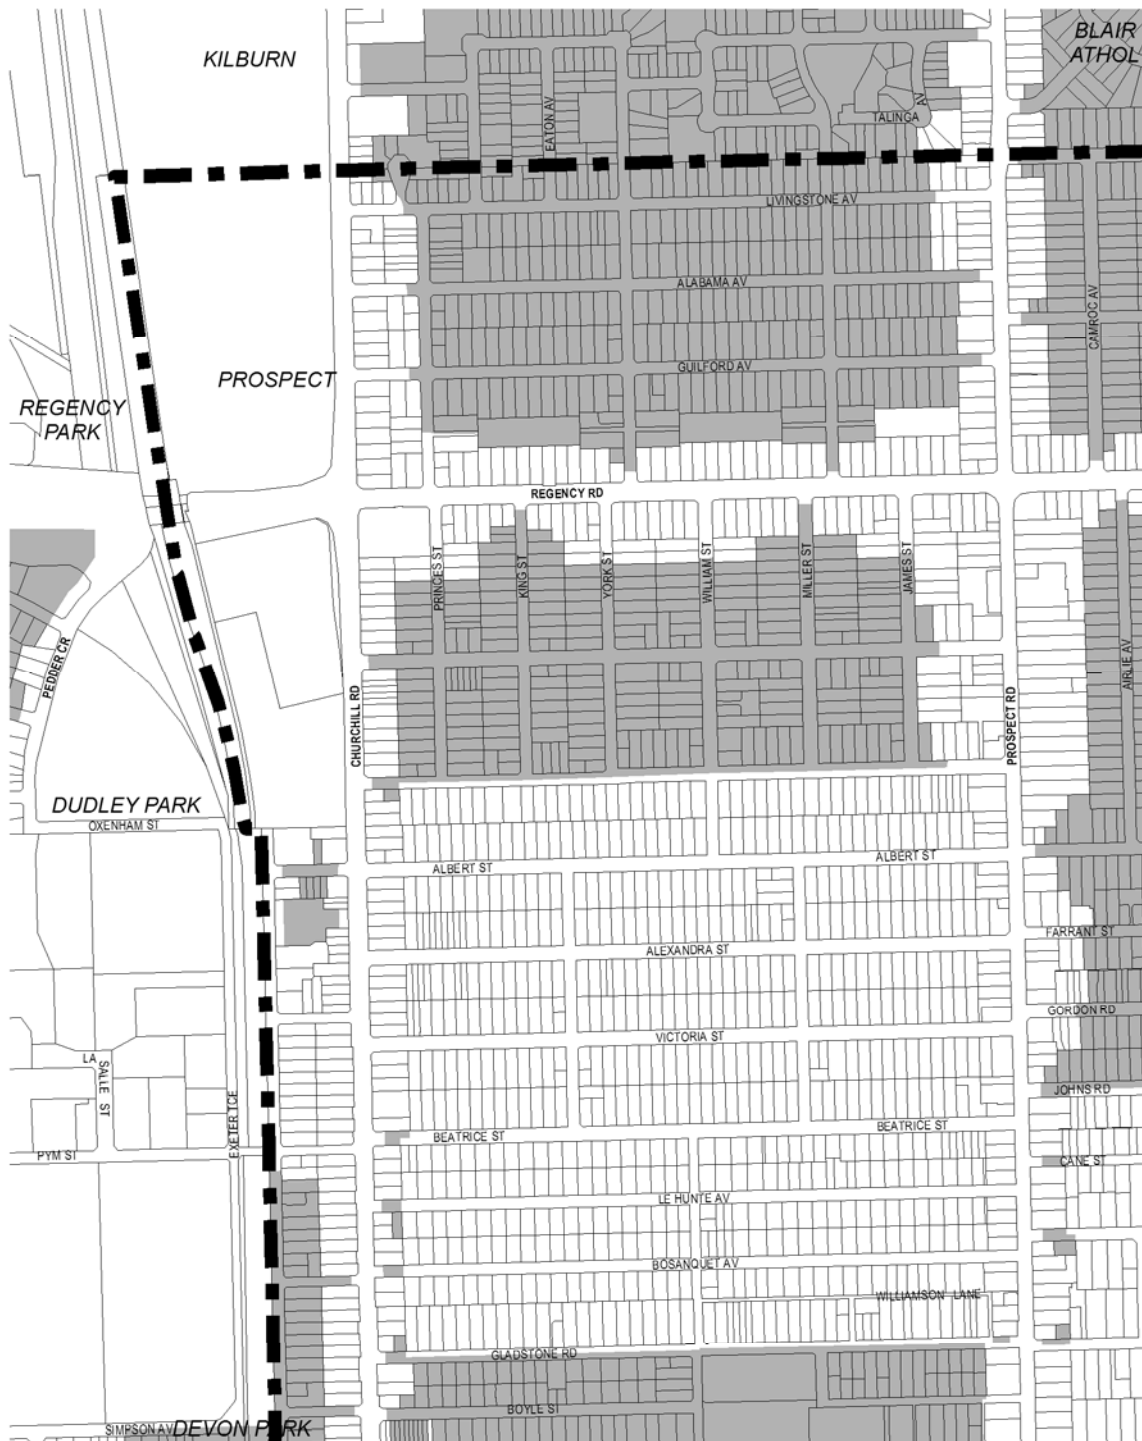 KILBURN
BLAIR
ATHOL
EATON AV
TALINGA
AV
LIVINGSTONE AV
ALABAMA AV
CAMROC AV
GUILFORD AV
PROSPECT
REGENCY
PARK
REGENCY RD
PRINCES ST
KING ST
YORK ST
WILLIAM ST
MILLER ST
JAMES ST
PEDDER CR
AIRLIE AV
CHURCHILL RD
PROSPECT RD
DUDLEY PARK
OXENHAM ST
ALBERT ST
ALBERT ST
FARRANT ST
ALEXANDRA ST
GORDON RD
VICTORIA ST
LA
SALLE ST
JOHNS RD
EXETER TCE
BEATRICE ST
BEATRICE ST
PYM ST
CANE ST
LE HUNTE AV
BOSANQUET AV
WILLIAMSON LANE
GLADSTONE RD
BOYLE ST
SIMPSON AV
DEVON PARK